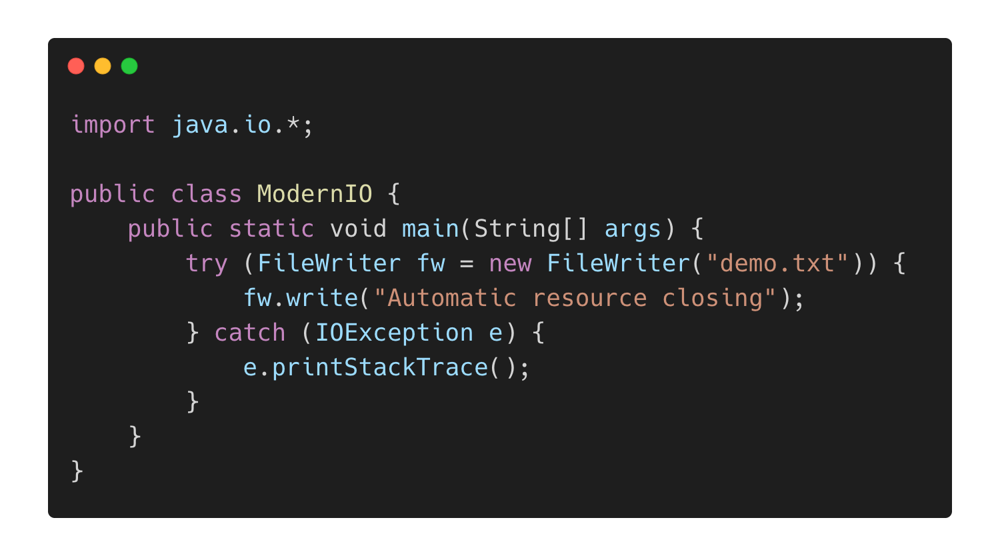 import java.io.*;

public class ModernIO {
    public static void main(String[] args) {
        try (FileWriter fw = new FileWriter("demo.txt")) {
            fw.write("Automatic resource closing");
        } catch (IOException e) {
            e.printStackTrace();
        }
    }
}